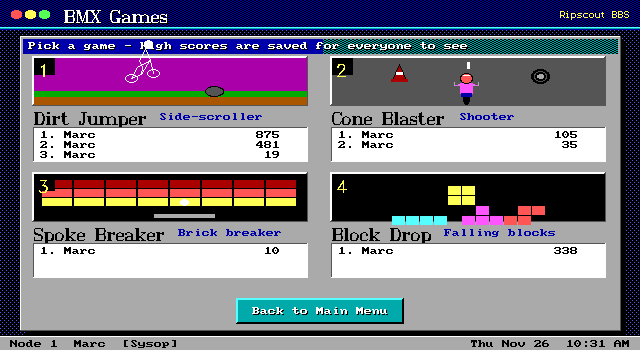 BMX Games
Ripscout BBS
Pick a game - High scores are saved for everyone to see
1
2
Dirt Jumper Side-scroller
1. Marc 875
2. Marc 481
3. Marc 19
Cone Blaster Shooter
1. Marc 105
2. Marc 35
3
4
Spoke Breaker Brick breaker
1. Marc 10
Block Drop Falling blocks
1. Marc 338
Back to Main Menu
Node 1 Marc [Sysop] Thu Nov 26 10:31 AM